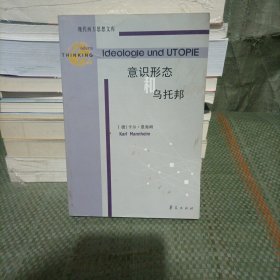 现代西方思想文库
modern
THINKING
Ideologie und UTOPIE
意识形态
和
乌托邦
[德]卡尔·曼海姆
Karl Mannheim
华夏出版社